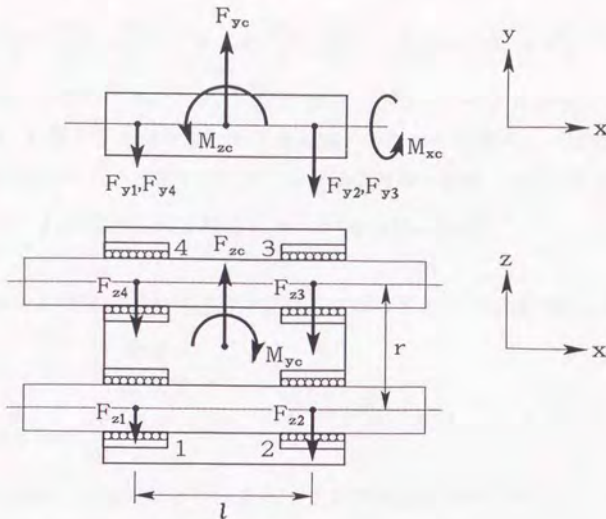 F_yc
y
M_zc
M_xc
x
F_y1, F_y4
F_y2, F_y3
4
F_zc
3
z
F_z4
F_z3
r
x
M_yc
F_z1
F_z2
1
2
l